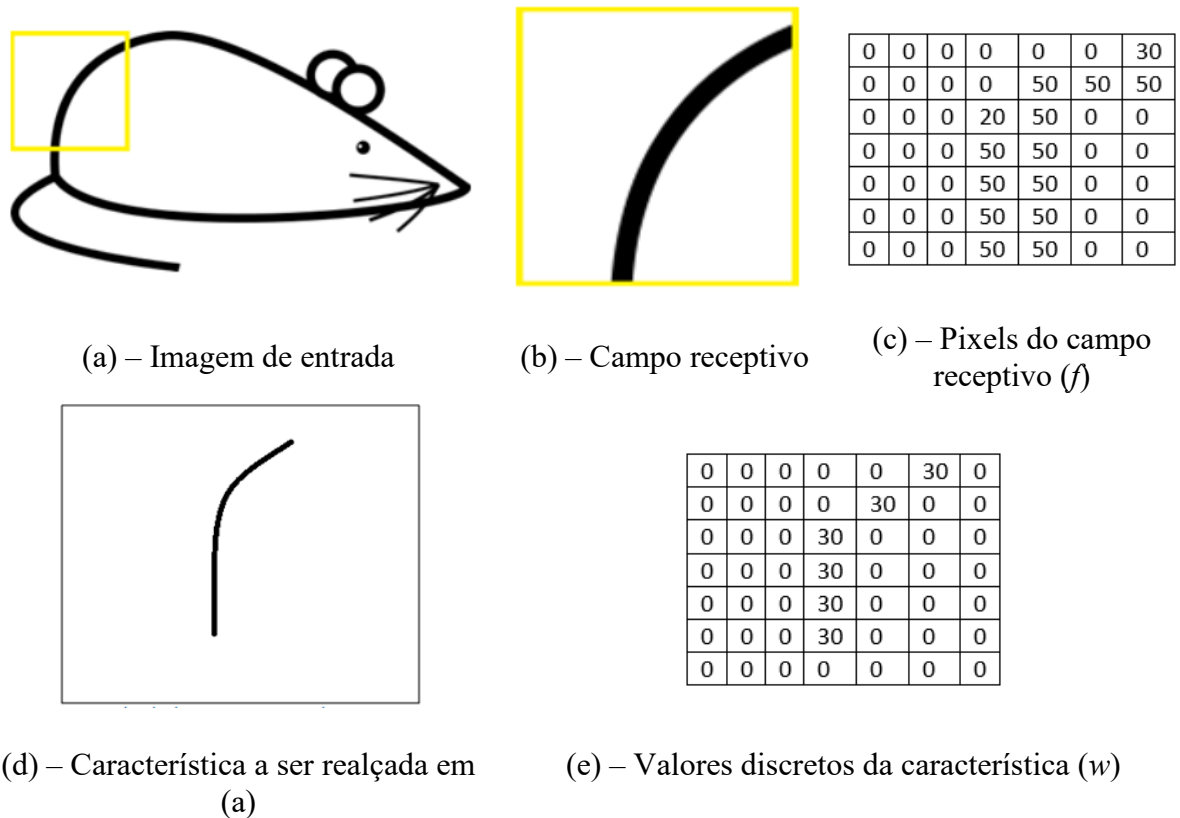 0 0 0 0 0 0 30
0 0 0 0 50 50 50
0 0 0 20 50 0 0
0 0 0 50 50 0 0
0 0 0 50 50 0 0
0 0 0 50 50 0 0
0 0 0 50 50 0 0
(a) – Imagem de entrada
(b) – Campo receptivo
(c) – Pixels do campo
receptivo (f)
0 0 0 0 0 30 0
0 0 0 0 30 0 0
0 0 0 30 0 0 0
0 0 0 30 0 0 0
0 0 0 30 0 0 0
0 0 0 30 0 0 0
0 0 0 0 0 0 0
(d) – Característica a ser realçada em
(a)
(e) – Valores discretos da característica (w)